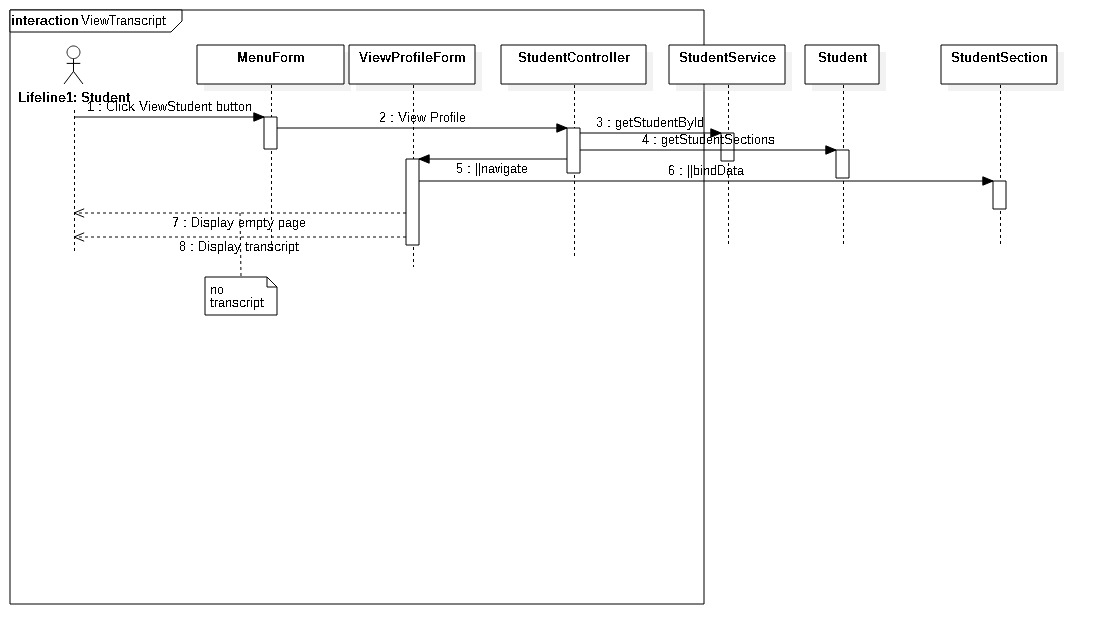 interaction ViewTranscript
MenuForm
ViewProfileForm
StudentController
StudentService
Student
StudentSection
Lifeline1: Student
1 : Click ViewStudent button
2 : View Profile
3 : getStudentById
4 : getStudentSections
5 : ||navigate
6 : ||bindData
7 : Display empty page
8 : Display transcript
no
transcript